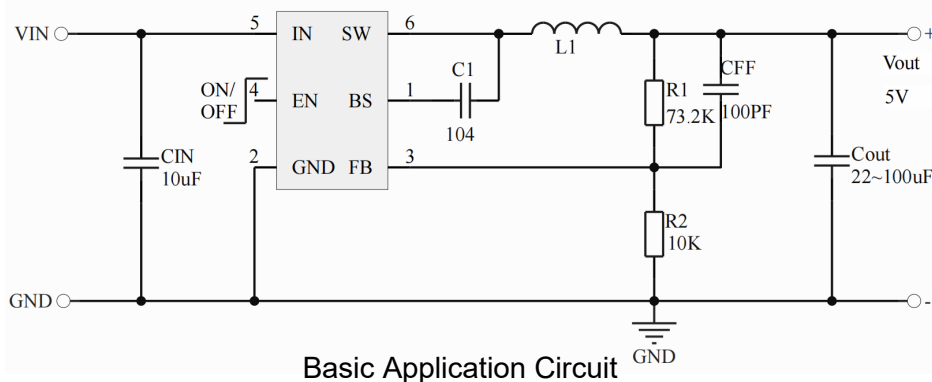 VIN
5
IN
SW
6
L1
+
Vout
5V
C1
CFF
100PF
R1
73.2K
ON/
OFF
4
EN
BS
1
104
CIN
10uF
2
GND
FB
3
Cout
22~100uF
R2
10K
GND
-
GND
Basic Application Circuit